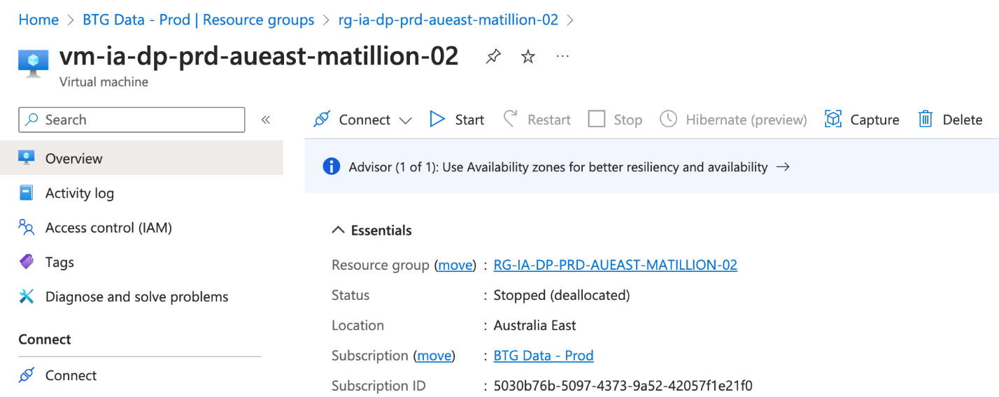 Home > BTG Data - Prod | Resource groups > rg-ia-dp-prd-aueast-matillion-02 >
vm-ia-dp-prd-aueast-matillion-02 ...
Virtual machine
Search «
Connect Start Restart Stop Hibernate (preview) Capture Delete
Overview
Activity log
Access control (IAM)
Tags
Diagnose and solve problems
Connect
Connect
Advisor (1 of 1): Use Availability zones for better resiliency and availability →
Essentials
Resource group (move) : RG-IA-DP-PRD-AUEAST-MATILLION-02
Status : Stopped (deallocated)
Location : Australia East
Subscription (move) : BTG Data - Prod
Subscription ID : 5030b76b-5097-4373-9a52-42057f1e21f0